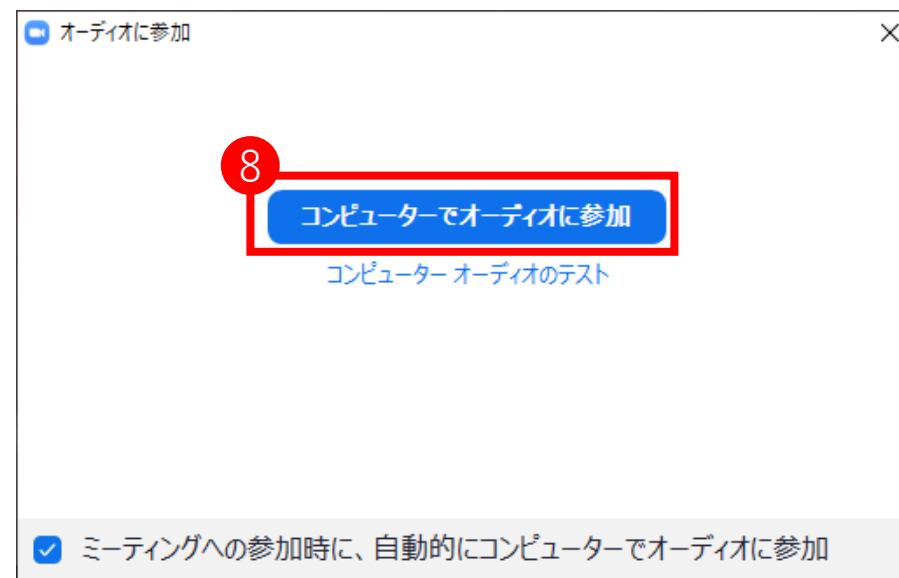 オーディオに参加
8
コンピューターでオーディオに参加
コンピューター オーディオのテスト
ミーティングへの参加時に、自動的にコンピューターでオーディオに参加